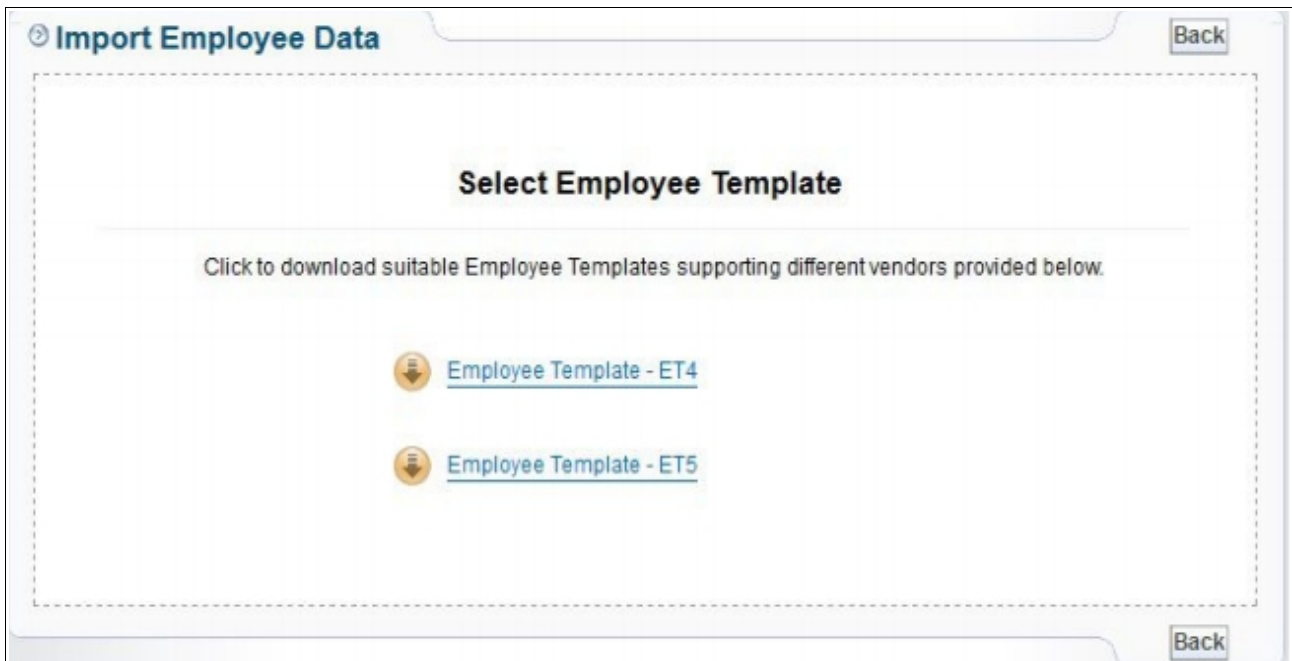 Import Employee Data
Back
Select Employee Template
Click to download suitable Employee Templates supporting different vendors provided below.
Employee Template - ET4
Employee Template - ET5
Back